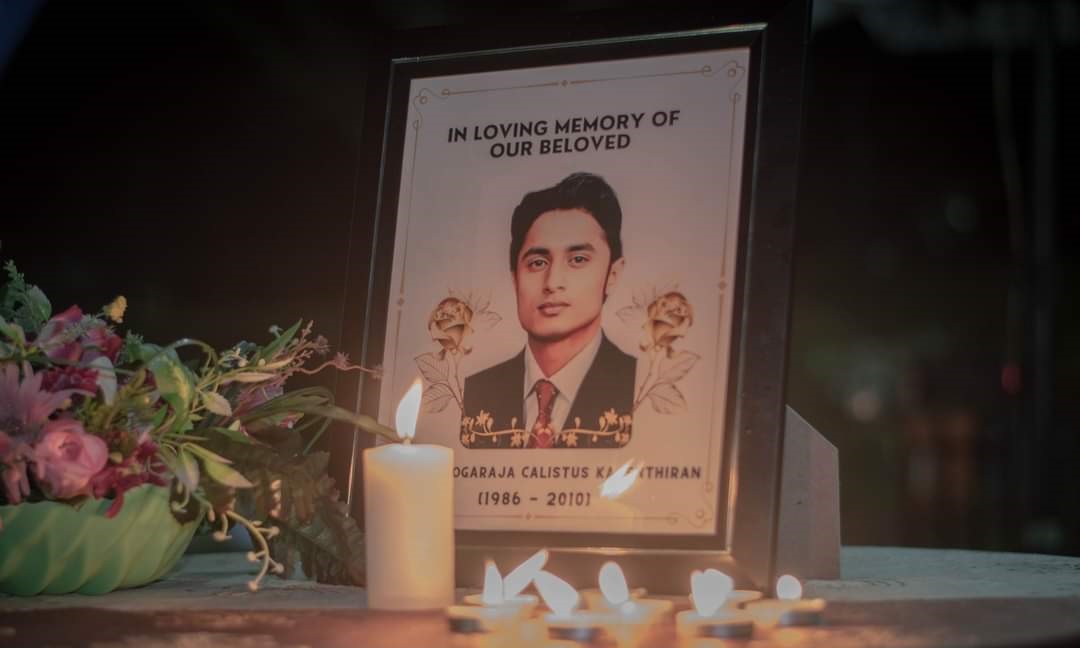 IN LOVING MEMORY OF
OUR BELOVED
CALISTUS
(1986 - 2010)